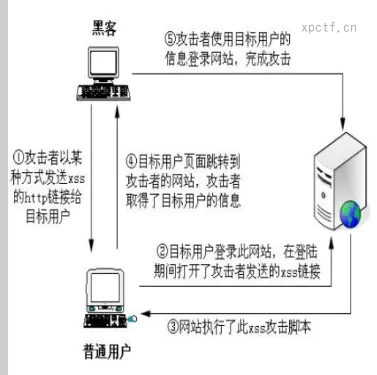 黑客
xpctf.cn
⑤攻击者使用目标用户的
信息登录网站，完成攻击
①攻击者以某
种方式发送xss
的http链接给
目标用户
④目标用户页面跳转到
攻击者的网站，攻击者
取得了目标用户的信息
②目标用户登录此网站，在登陆
期间打开了攻击者发送的xss链接
③网站执行了此xss攻击脚本
普通用户